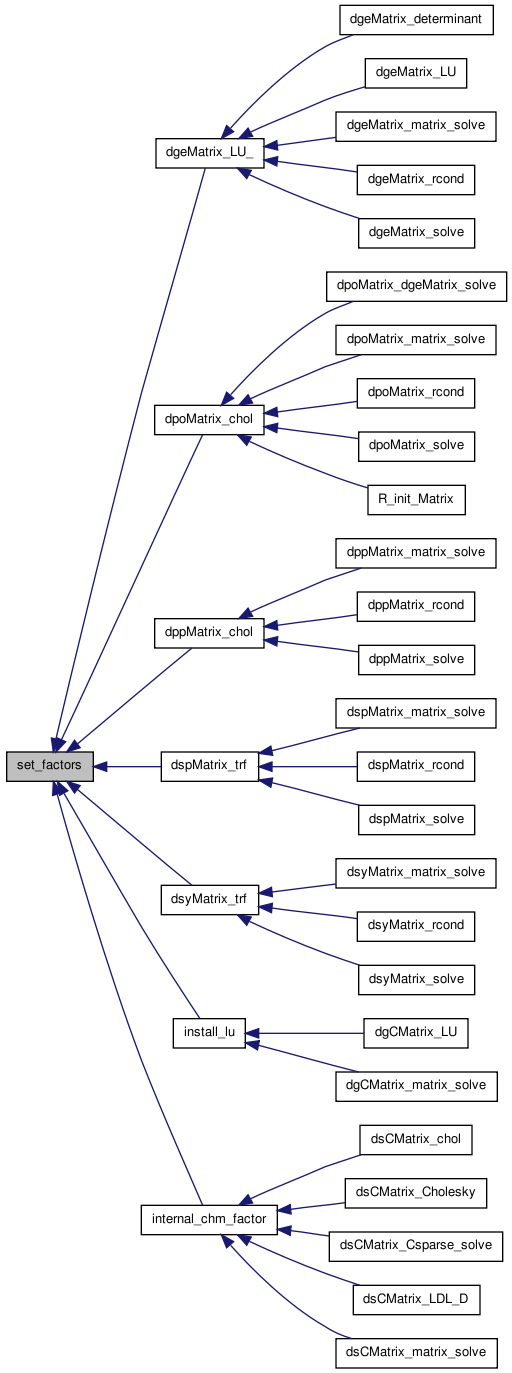 dgeMatrix_determinant
dgeMatrix_LU
dgeMatrix_matrix_solve
dgeMatrix_LU_
dgeMatrix_rcond
dgeMatrix_solve
dpoMatrix_dgeMatrix_solve
dpoMatrix_matrix_solve
dpoMatrix_rcond
dpoMatrix_chol
dpoMatrix_solve
R_init_Matrix
dppMatrix_matrix_solve
dppMatrix_rcond
dppMatrix_chol
dppMatrix_solve
dspMatrix_matrix_solve
set_factors
dspMatrix_trf
dspMatrix_rcond
dspMatrix_solve
dsyMatrix_matrix_solve
dsyMatrix_trf
dsyMatrix_rcond
dsyMatrix_solve
install_lu
dgCMatrix_LU
dgCMatrix_matrix_solve
dsCMatrix_chol
dsCMatrix_Cholesky
internal_chm_factor
dsCMatrix_Csparse_solve
dsCMatrix_LDL_D
dsCMatrix_matrix_solve